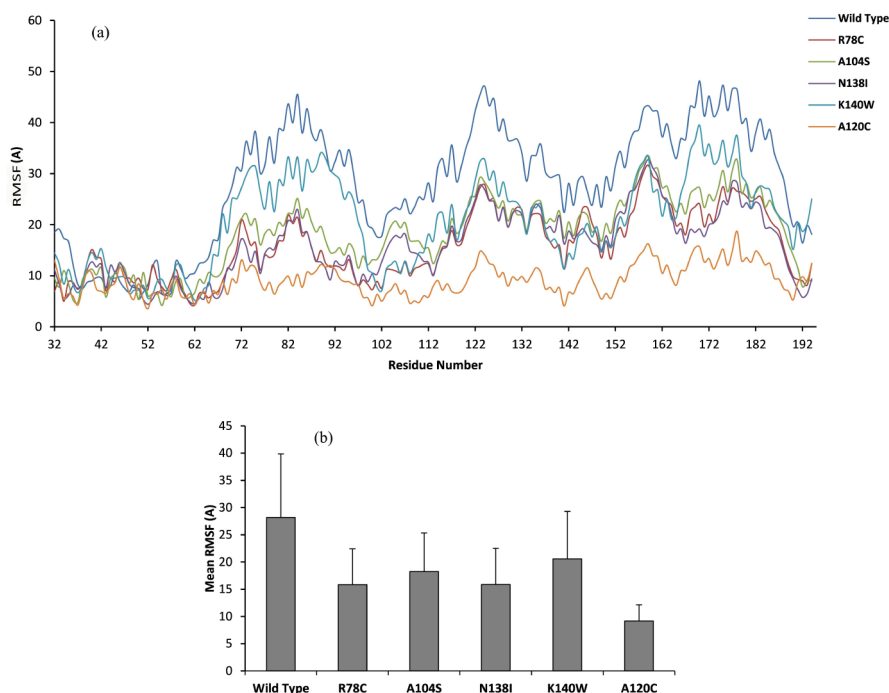 (a)
60
50
40
30
20
10
0
RMSF (A)
32 42 52 62 72 82 92 102 112 122 132 142 152 162 172 182 192
Residue Number
Wild Type
R78C
A104S
N138I
K140W
A120C
(b)
45
40
35
30
25
20
15
10
5
0
Mean RMSF (A)
Wild Type R78C A104S N138I K140W A120C